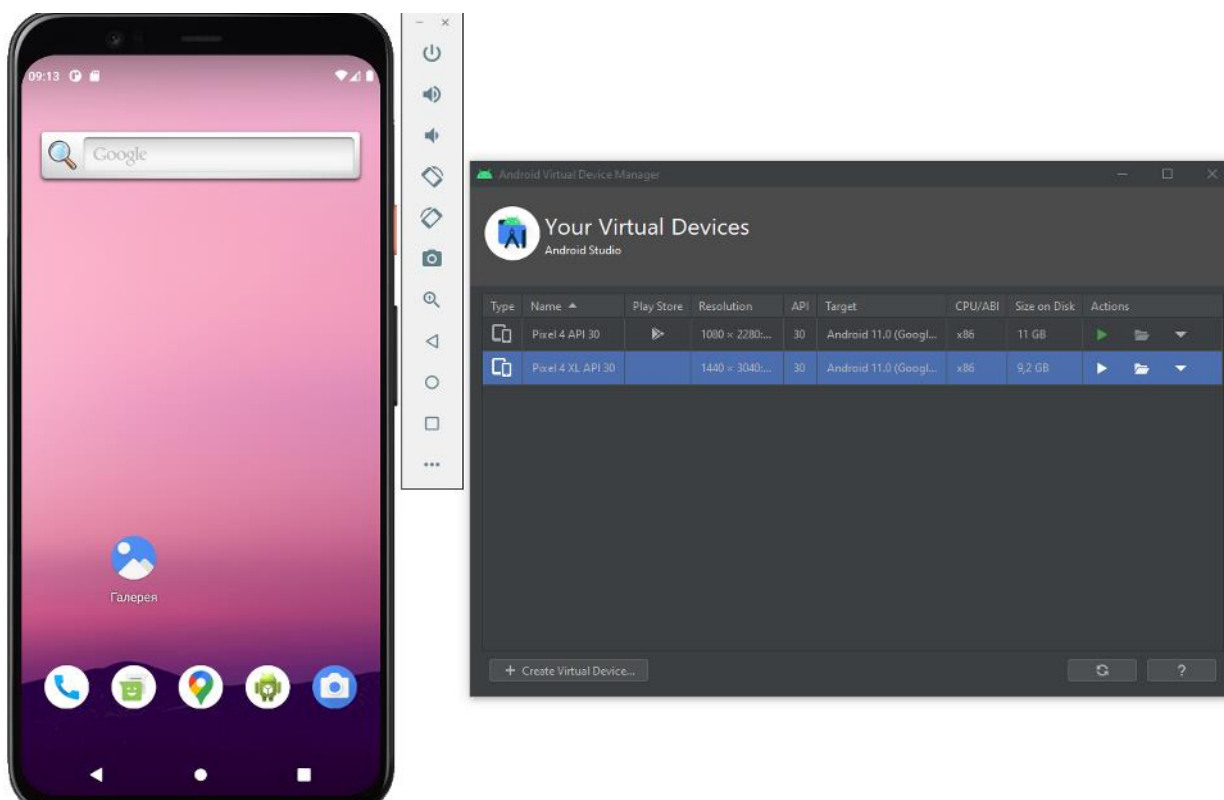 09:13
Google
Галерея
Android Virtual Device Manager
Your Virtual Devices
Android Studio
Type Name Play Store Resolution API Target CPU/ABI Size on Disk Actions
Pixel 4 API 30 1080 × 2280:... 30 Android 11.0 (Googl... x86 11 GB
Pixel 4 XL API 30 1440 × 3040:... 30 Android 11.0 (Googl... x86 9,2 GB
+ Create Virtual Device...
?